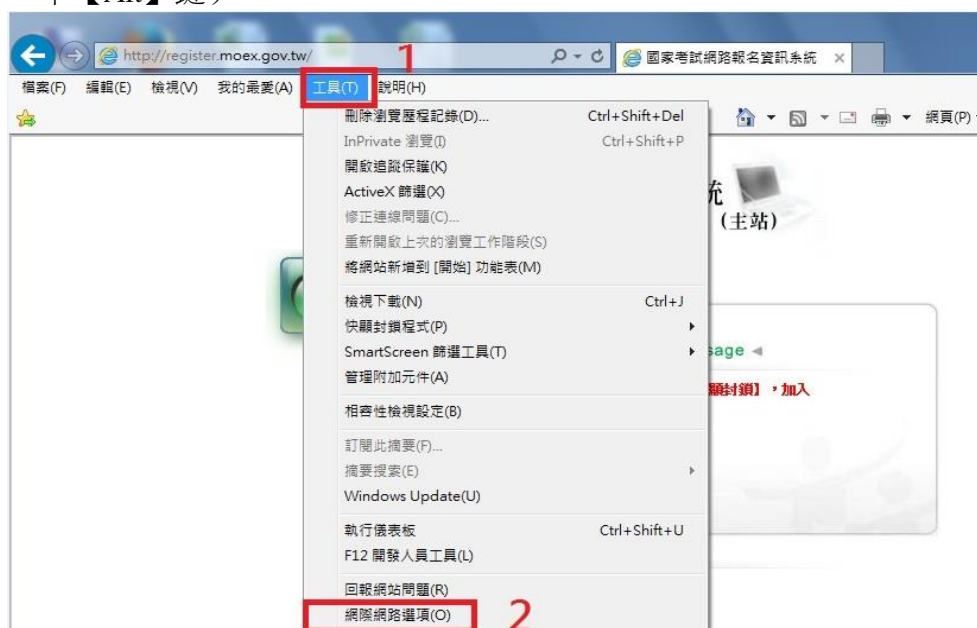 下【Alt】鍵)
http://register.moex.gov.tw/
國家考試網路報名資訊系統
1
檔案(F) 編輯(E) 檢視(V) 我的最愛(A) 工具(T) 說明(H)
網頁(P)
刪除瀏覽歷程記錄(D)... Ctrl+Shift+Del
InPrivate 瀏覽(I) Ctrl+Shift+P
開啟追蹤保護(K)
ActiveX 篩選(X)
修正連線問題(C)...
重新開啟上次的瀏覽工作階段(S)
將網站新增到 [開始] 功能表(M)
檢視下載(N) Ctrl+J
快顯封鎖程式(P)
SmartScreen 篩選工具(T)
管理附加元件(A)
相容性檢視設定(B)
訂閱此摘要(F)...
摘要搜索(E)
Windows Update(U)
執行儀表板 Ctrl+Shift+U
F12 開發人員工具(L)
回報網站問題(R)
網際網路選項(O)
2
統
(主站)
sage
顯封鎖】,加入